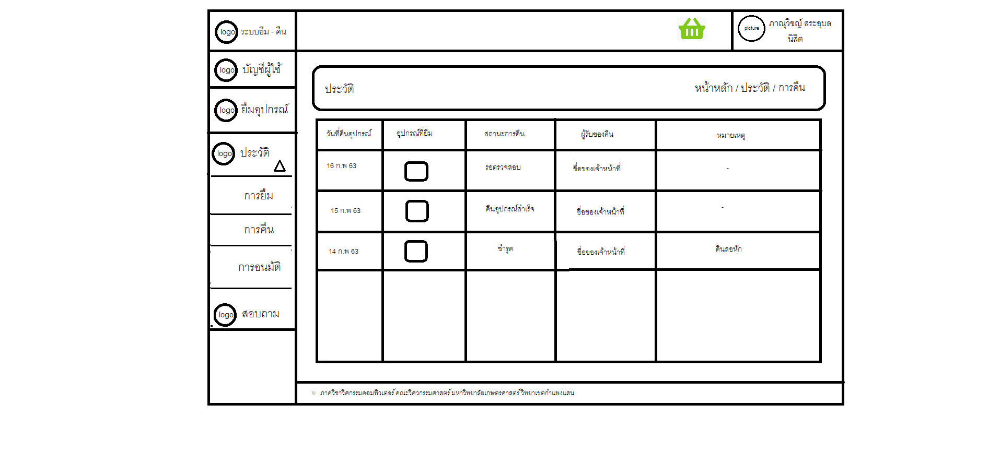 logo ระบบยืม - คืน
picture ภาณุวิชญ์ สระอุบล
นิสิต
logo บัญชีผู้ใช้
logo ยืมอุปกรณ์
logo ประวัติ
การยืม
การคืน
การอนมัติ
logo สอบถาม
ประวัติ หน้าหลัก / ประวัติ / การคืน
วันที่คืนอุปกรณ์ อุปกรณ์ที่ยืม สถานะการคืน ผู้รับของคืน หมายเหตุ
16 ก.พ 63 รอตรวจสอบ ชื่อของเจ้าหน้าที่ -
15 ก.พ 63 คืนอุปกรณ์สำเร็จ ชื่อของเจ้าหน้าที่ -
14 ก.พ 63 ชำรุด ชื่อของเจ้าหน้าที่ ดินสอหัก
© ภาควิชาวิศกรรมคอมพิวเตอร์ คณะวิศวกรรมศาสตร์ มหาวิทยาลัยเกษตรศาสตร์ วิทยาเขตกำแพงแสน